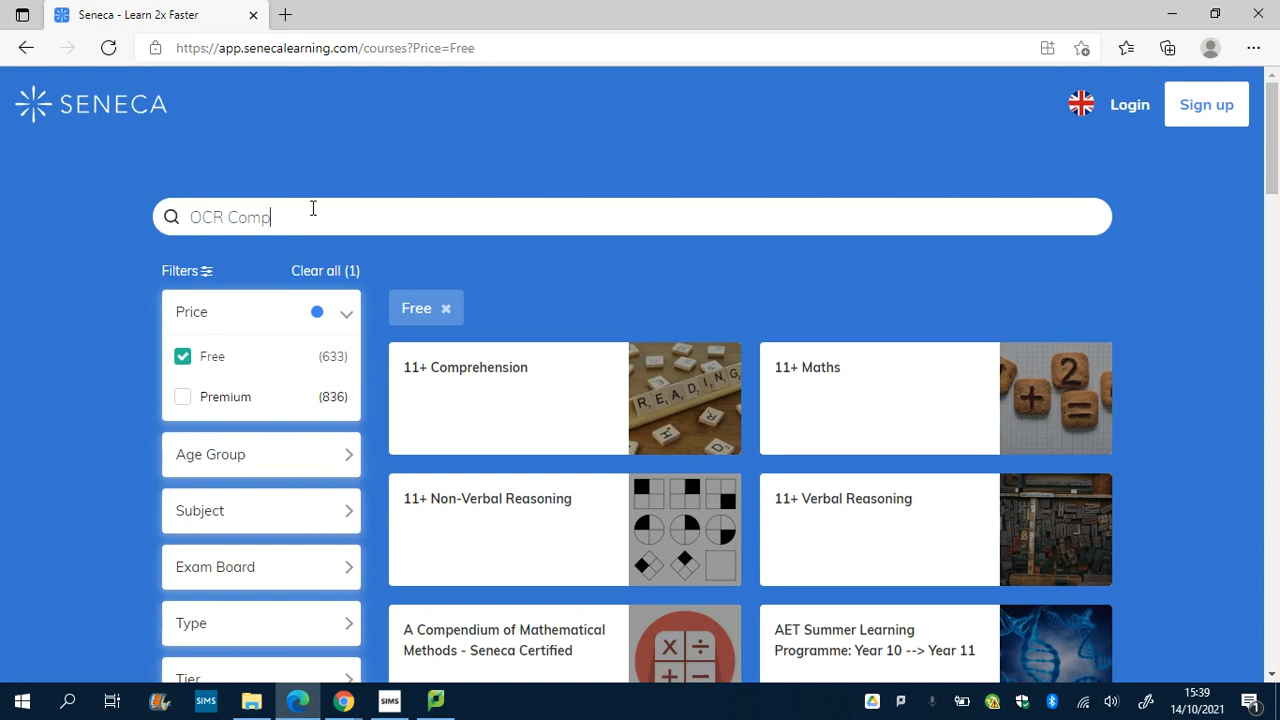 Seneca - Learn 2x Faster
https://app.senecalearning.com/courses?Price=Free
SENECA
Login
Sign up
OCR Comp
Filters
Clear all (1)
Price
Free
Free (633)
Premium (836)
11+ Comprehension
READING
11+ Maths
2
+ =
Age Group
Subject
11+ Non-Verbal Reasoning
11+ Verbal Reasoning
Exam Board
Type
A Compendium of Mathematical
Methods - Seneca Certified
AET Summer Learning
Programme: Year 10 --> Year 11
Tier
SIMS
SIMS
15:39
14/10/2021
1